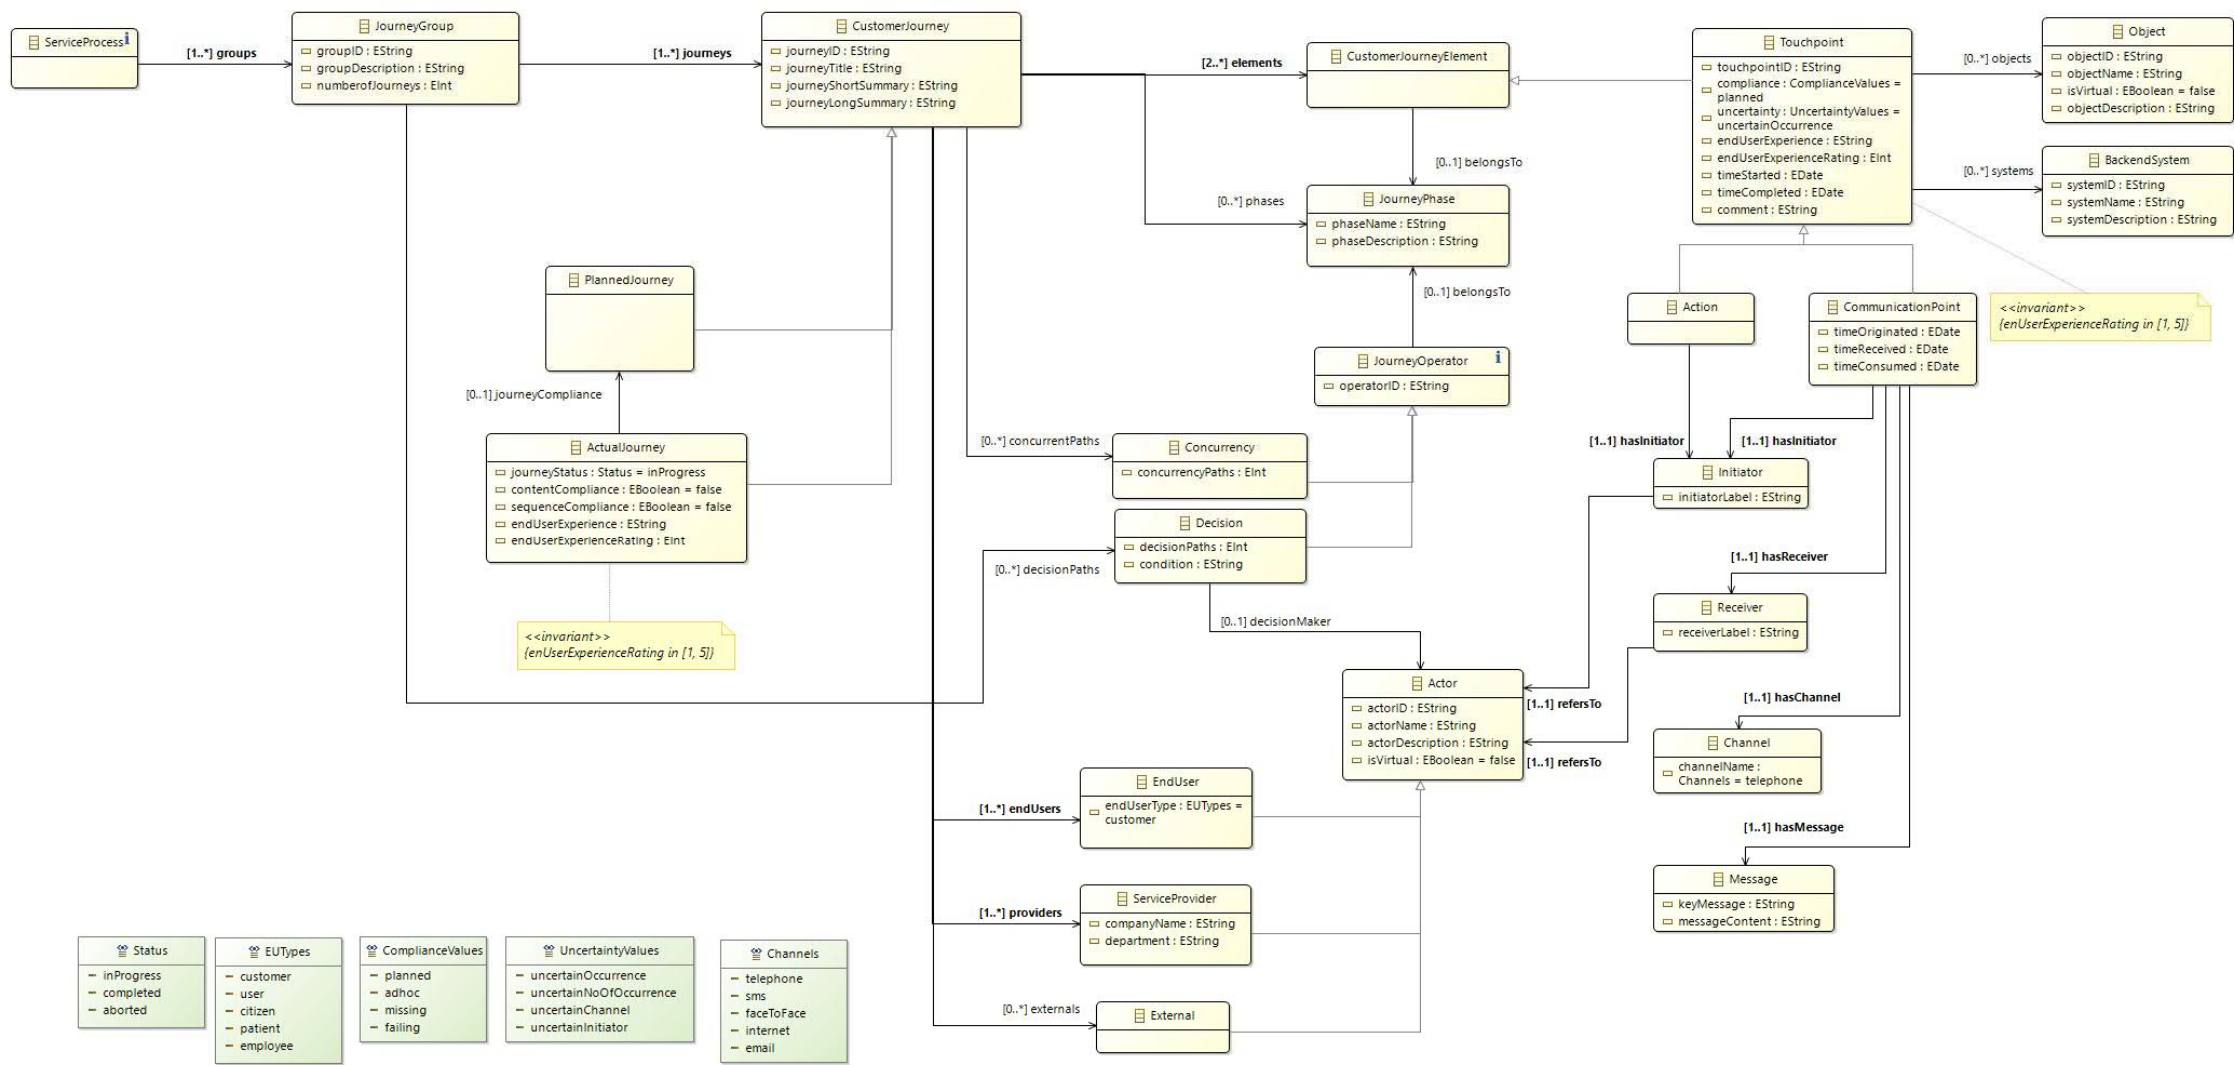 ServiceProcess
[1..*] groups
JourneyGroup
groupID : EString
groupDescription : EString
numberofJourneys : EInt
[1..*] journeys
CustomerJourney
journeyID : EString
journeyTitle : EString
journeyShortSummary : EString
journeyLongSummary : EString
[2..*] elements
CustomerJourneyElement
[0..1] belongsTo
[0..*] phases
JourneyPhase
phaseName : EString
phaseDescription : EString
[0..1] belongsTo
JourneyOperator
operatorID : EString
Touchpoint
touchpointID : EString
compliance : ComplianceValues =
planned
uncertainty : UncertaintyValues =
uncertainOccurrence
endUserExperience : EString
endUserExperienceRating : EInt
timeStarted : EDate
timeCompleted : EDate
comment : EString
[0..*] objects
Object
objectID : EString
objectName : EString
isVirtual : EBoolean = false
objectDescription : EString
[0..*] systems
BackendSystem
systemID : EString
systemName : EString
systemDescription : EString
<<invariant>>
{enUserExperienceRating in [1, 5]}
Action
CommunicationPoint
timeOriginated : EDate
timeReceived : EDate
timeConsumed : EDate
PlannedJourney
[0..1] journeyCompliance
ActualJourney
journeyStatus : Status = inProgress
contentCompliance : EBoolean = false
sequenceCompliance : EBoolean = false
endUserExperience : EString
endUserExperienceRating : EInt
<<invariant>>
{enUserExperienceRating in [1, 5]}
[0..*] concurrentPaths
Concurrency
concurrencyPaths : EInt
[0..*] decisionPaths
Decision
decisionPaths : EInt
condition : EString
[0..1] decisionMaker
[1..1] hasInitiator
[1..1] hasInitiator
Initiator
initiatorLabel : EString
[1..1] hasReceiver
Receiver
receiverLabel : EString
Actor
actorID : EString
actorName : EString
actorDescription : EString
isVirtual : EBoolean = false
[1..1] refersTo
[1..1] refersTo
[1..1] hasChannel
Channel
channelName :
Channels = telephone
[1..1] hasMessage
Message
keyMessage : EString
messageContent : EString
[1..*] endUsers
EndUser
endUserType : EUTypes =
customer
[1..*] providers
ServiceProvider
companyName : EString
department : EString
[0..*] externals
External
Status
inProgress
completed
aborted
EUTypes
customer
user
citizen
patient
employee
ComplianceValues
planned
adhoc
missing
failing
UncertaintyValues
uncertainOccurrence
uncertainNoOfOccurrence
uncertainChannel
uncertainInitiator
Channels
telephone
sms
faceToFace
internet
email